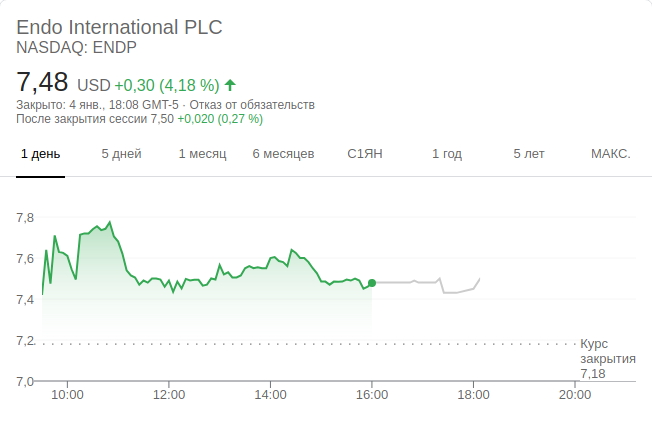 Endo International PLC
NASDAQ: ENDP
7,48 USD +0,30 (4,18 %)
Закрыто: 4 янв., 18:08 GMT-5 · Отказ от обязательств
После закрытия сессии 7,50 +0,020 (0,27 %)
1 день 5 дней 1 месяц 6 месяцев С1ЯН 1 год 5 лет МАКС.
7,8
7,6
7,4
7,2
Курс
закрытия
7,18
7,0
10:00 12:00 14:00 16:00 18:00 20:00